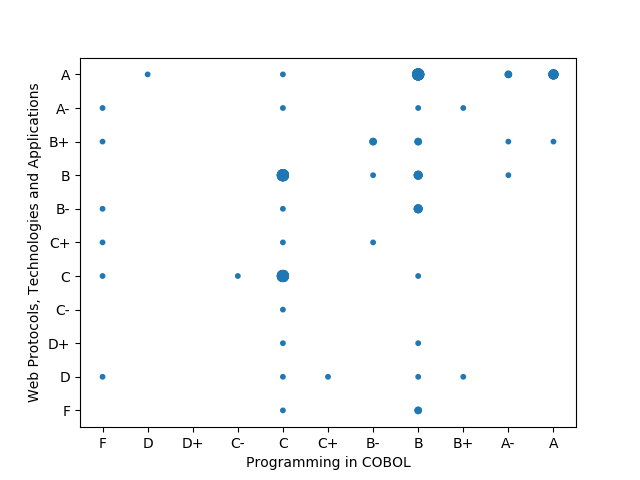 Web Protocols, Technologies and Applications
A
A-
B+
B
B-
C+
C
C-
D+
D
F
F D D+ C- C C+ B- B B+ A- A
Programming in COBOL